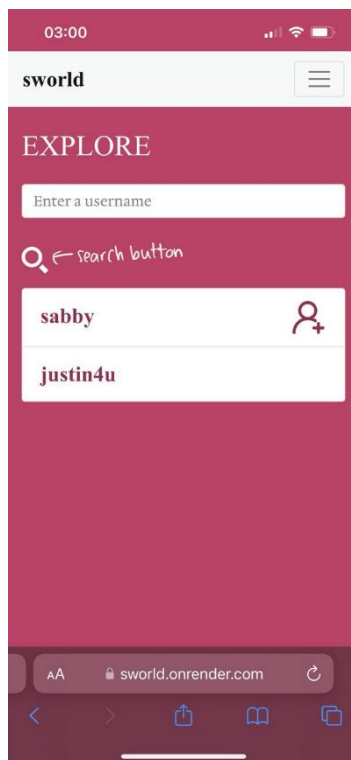 03:00
sworld
EXPLORE
Enter a username
← search button
sabby
justin4u
AA sworld.onrender.com